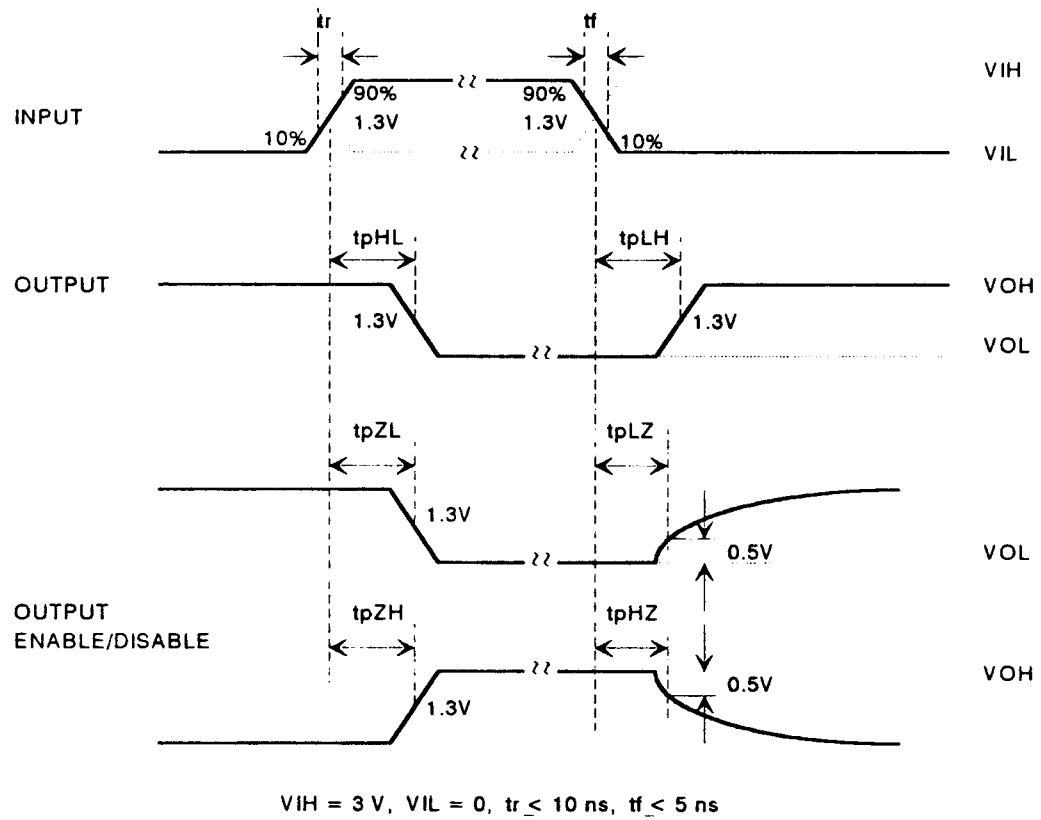 tr tf
VIH
90% 90%
INPUT 1.3V 1.3V
10% 10%
VIL
tpHL tpLH
OUTPUT VOH
1.3V 1.3V
VOL
tpZL tpLZ
1.3V
0.5V VOL
OUTPUT tpZH tpHZ
ENABLE/DISABLE
VOH
0.5V
1.3V
VIH = 3 V, VIL = 0, tr ≤ 10 ns, tf ≤ 5 ns